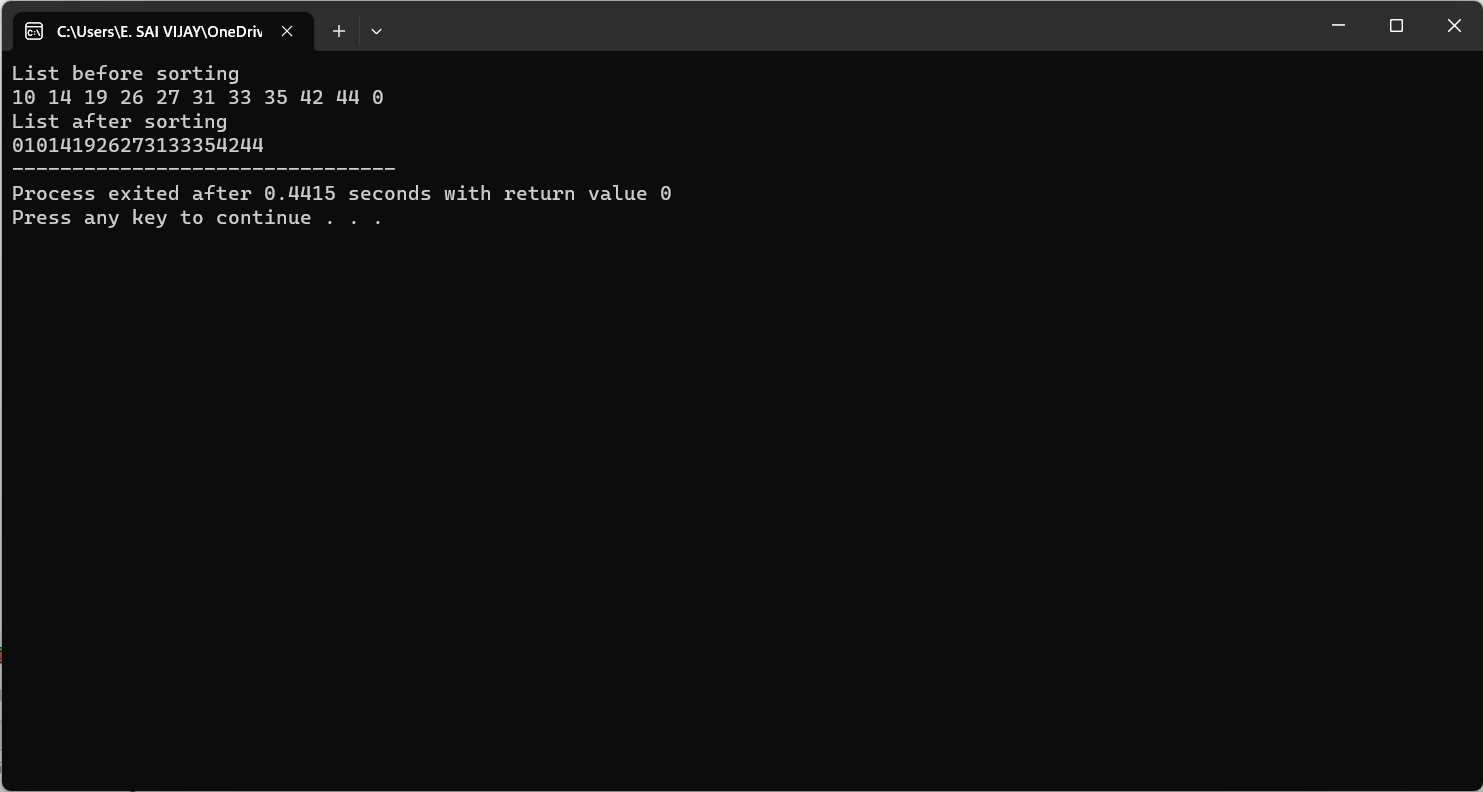 C:\Users\E. SAI VIJAY\OneDriv
List before sorting
10 14 19 26 27 31 33 35 42 44 0
List after sorting
010141926273133354244
--------------------------------
Process exited after 0.4415 seconds with return value 0
Press any key to continue . . .